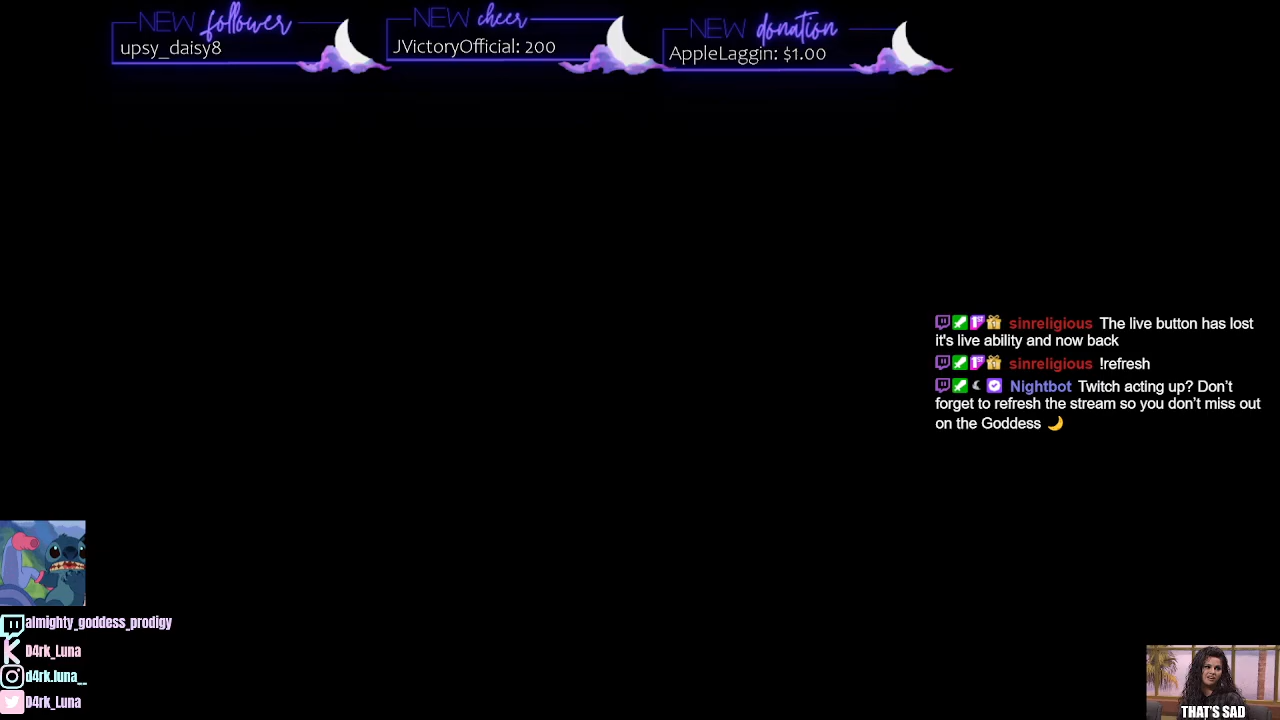 NEW follower
upsy_daisy8
NEW cheer
JVictoryOfficial: 200
NEW donation
AppleLaggin: $1.00
sinreligious The live button has lost
it's live ability and now back
sinreligious !refresh
Nightbot Twitch acting up? Don't
forget to refresh the stream so you don't miss out
on the Goddess 🌙
almighty_goddess_prodigy
D4rk_Luna
d4rk.luna__
D4rk_Luna
THAT'S SAD